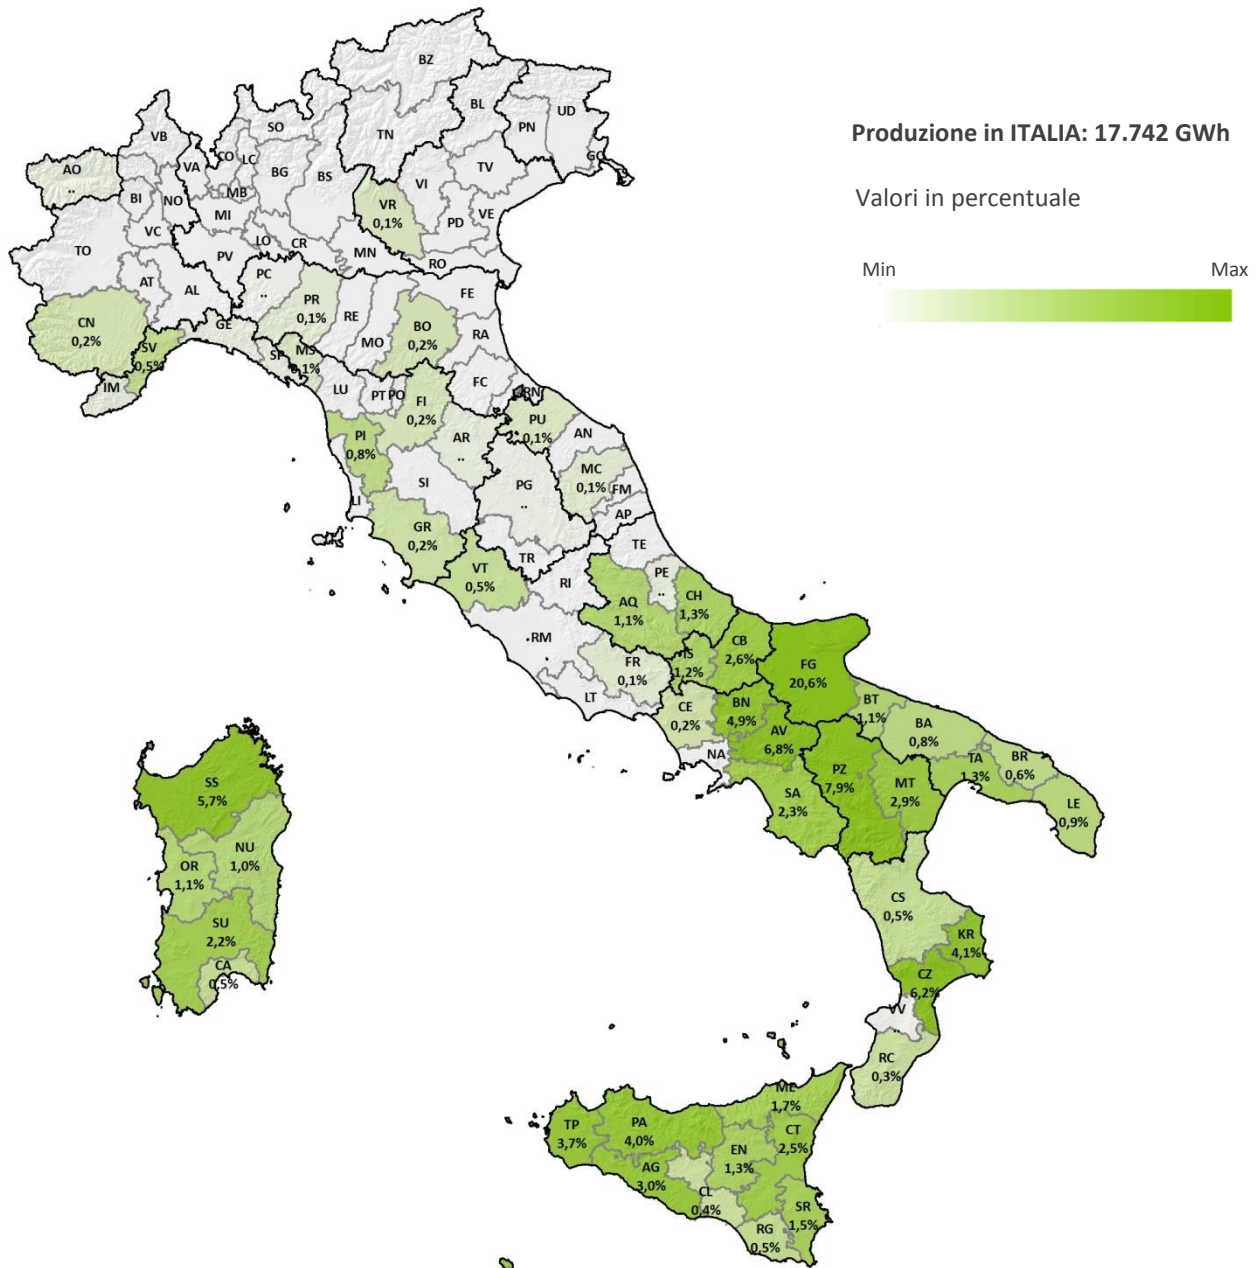 Produzione in ITALIA: 17.742 GWh
Valori in percentuale
Min
Max
BZ
BL
UD
PN
TN
SO
VB
AO
..
VA
CO
LC
BG
BS
GO
TV
VI
VR
0,1%
BI
NO
MB
MI
PD
VE
VC
TO
LO
CR
MN
RO
PV
PC
..
AT
AL
PR
0,1%
RE
FE
MO
BO
0,2%
RA
CN
0,2%
GE
SV
0,5%
SP
MS
0,1%
IM
LU
PT
PO
FC
RN
FI
0,2%
PU
0,1%
AN
PI
0,8%
AR
..
MC
0,1%
FM
SI
PG
..
LI
AP
GR
0,2%
TE
TR
VT
0,5%
RI
PE
..
AQ
1,1%
CH
1,3%
RM
CB
2,6%
IS
1,2%
FR
0,1%
FG
20,6%
LT
CE
0,2%
BN
4,9%
BT
1,1%
BA
0,8%
AV
6,8%
NA
BR
0,6%
TA
1,3%
PZ
7,9%
MT
2,9%
SA
2,3%
LE
0,9%
SS
5,7%
NU
1,0%
OR
1,1%
SU
2,2%
CA
0,5%
CS
0,5%
KR
4,1%
CZ
6,2%
VV
..
RC
0,3%
ME
1,7%
TP
3,7%
PA
4,0%
CT
2,5%
EN
1,3%
AG
3,0%
CL
0,4%
SR
1,5%
RG
0,5%